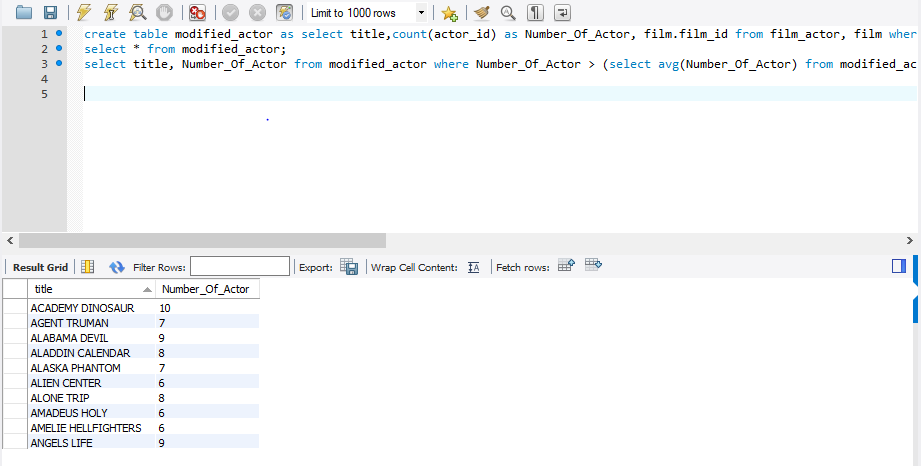 Limit to 1000 rows
1 create table modified_actor as select title,count(actor_id) as Number_Of_Actor, film.film_id from film_actor, film wher
2 select * from modified_actor;
3 select title, Number_Of_Actor from modified_actor where Number_Of_Actor > (select avg(Number_Of_Actor) from modified_ac
4
5
Result Grid Filter Rows: Export: Wrap Cell Content: IA Fetch rows:
title Number_Of_Actor
ACADEMY DINOSAUR 10
AGENT TRUMAN 7
ALABAMA DEVIL 9
ALADDIN CALENDAR 8
ALASKA PHANTOM 7
ALIEN CENTER 6
ALONE TRIP 8
AMADEUS HOLY 6
AMELIE HELLFIGHTERS 6
ANGELS LIFE 9